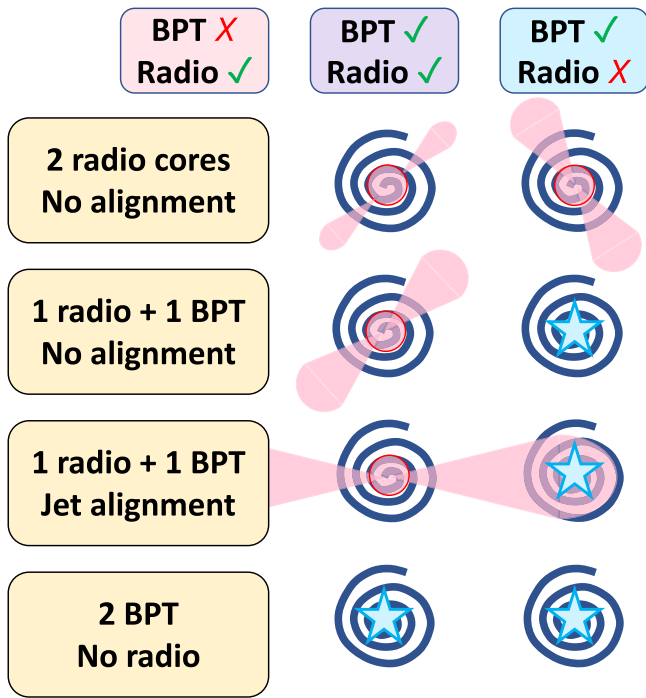 BPT X
Radio ✓
BPT ✓
Radio ✓
BPT ✓
Radio X
2 radio cores
No alignment
1 radio + 1 BPT
No alignment
1 radio + 1 BPT
Jet alignment
2 BPT
No radio